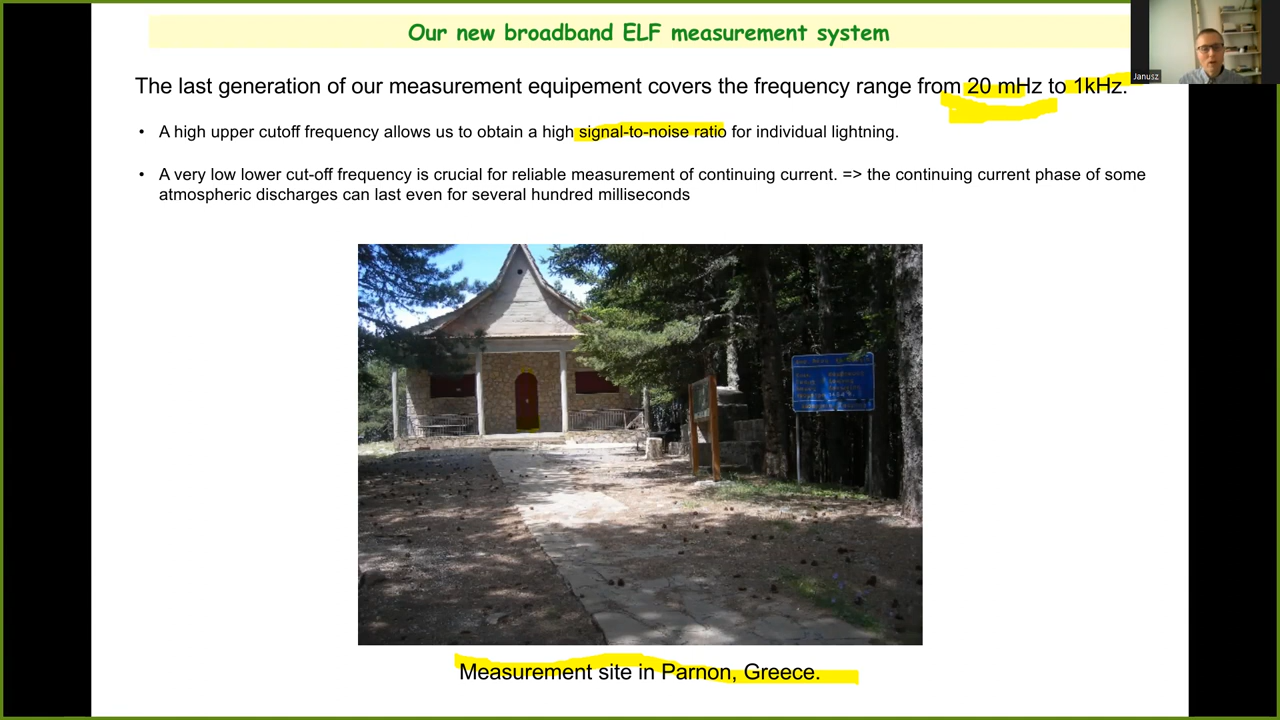 Our new broadband ELF measurement system
Janusz
The last generation of our measurement equipement covers the frequency range from 20 mHz to 1kHz.
• A high upper cutoff frequency allows us to obtain a high signal-to-noise ratio for individual lightning.
• A very low lower cut-off frequency is crucial for reliable measurement of continuing current. => the continuing current phase of some
atmospheric discharges can last even for several hundred milliseconds
Measurement site in Parnon, Greece.